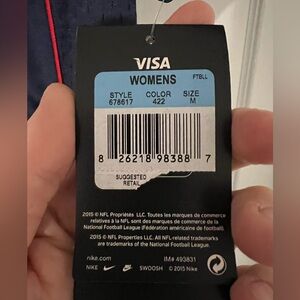 VISA
WOMENS FTBLL
STYLE COLOR SIZE
678617 422 M
8 26218 98388 7
SUGGESTED
RETAIL
2015 © NFL Propriétés LLC. Toutes les marques de commerce
relatives à la NFL sont des marques de commerce de la
National Football League (Fédération américaine de football).
2015 © NFL Properties LLC. All NFL related trademarks
are trademarks of the National Football League.
nike.com IM# 493831
NIKE SWOOSH © 2015 Nike